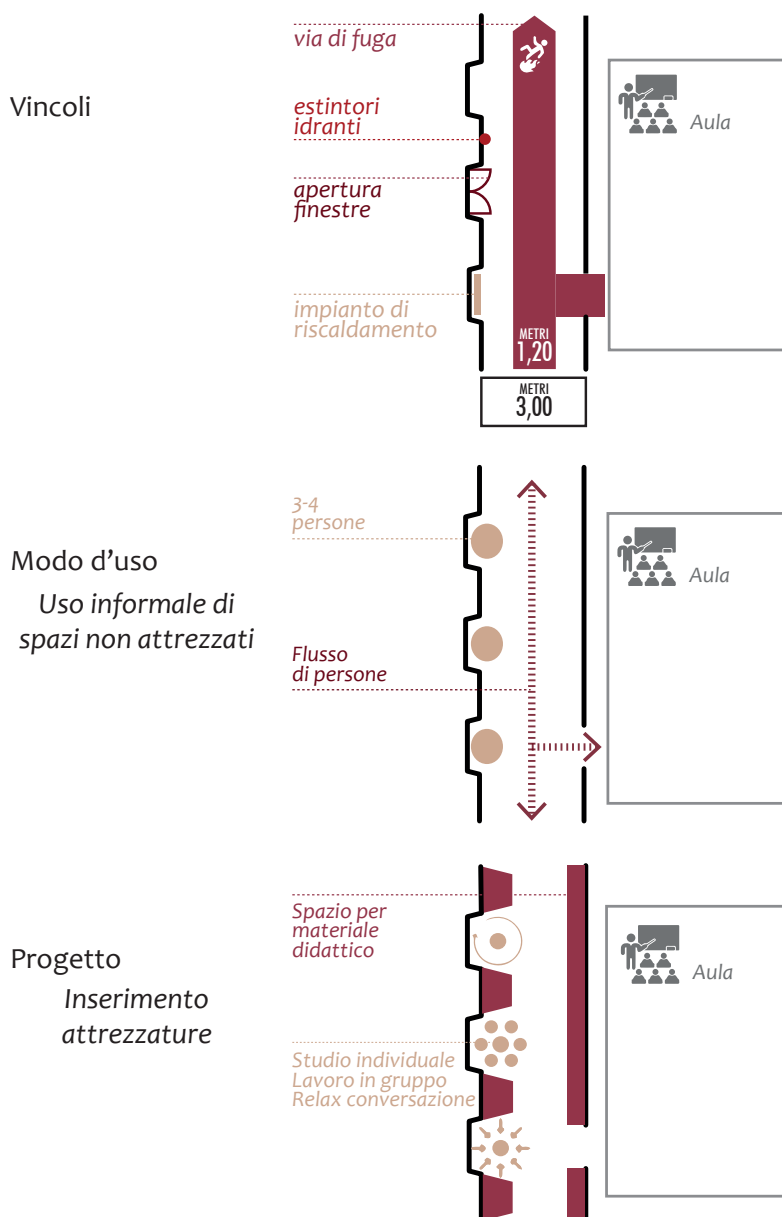 via di fuga
Vincoli
estintori
idranti
Aula
apertura
finestre
impianto di
riscaldamento
METRI
1,20
METRI
3,00
3-4
persone
Modo d’uso
Uso informale di
spazi non attrezzati
Aula
Flusso
di persone
Spazio per
materiale
didattico
Progetto
Inserimento
attrezzature
Aula
Studio individuale
Lavoro in gruppo
Relax conversazione